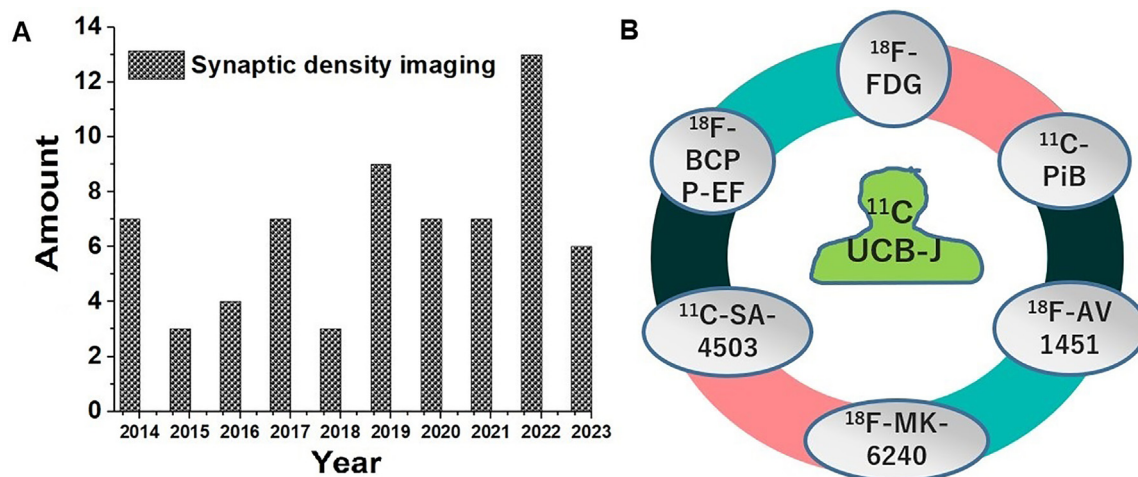 A
14
12
10
8
6
4
2
0
Amount
Synaptic density imaging
2014 2015 2016 2017 2018 2019 2020 2021 2022 2023
Year
B
¹⁸F-
FDG
¹¹C-
PiB
¹⁸F-AV
1451
¹⁸F-MK-
6240
¹¹C-SA-
4503
¹⁸F-
BCP
P-EF
¹¹C
UCB-J